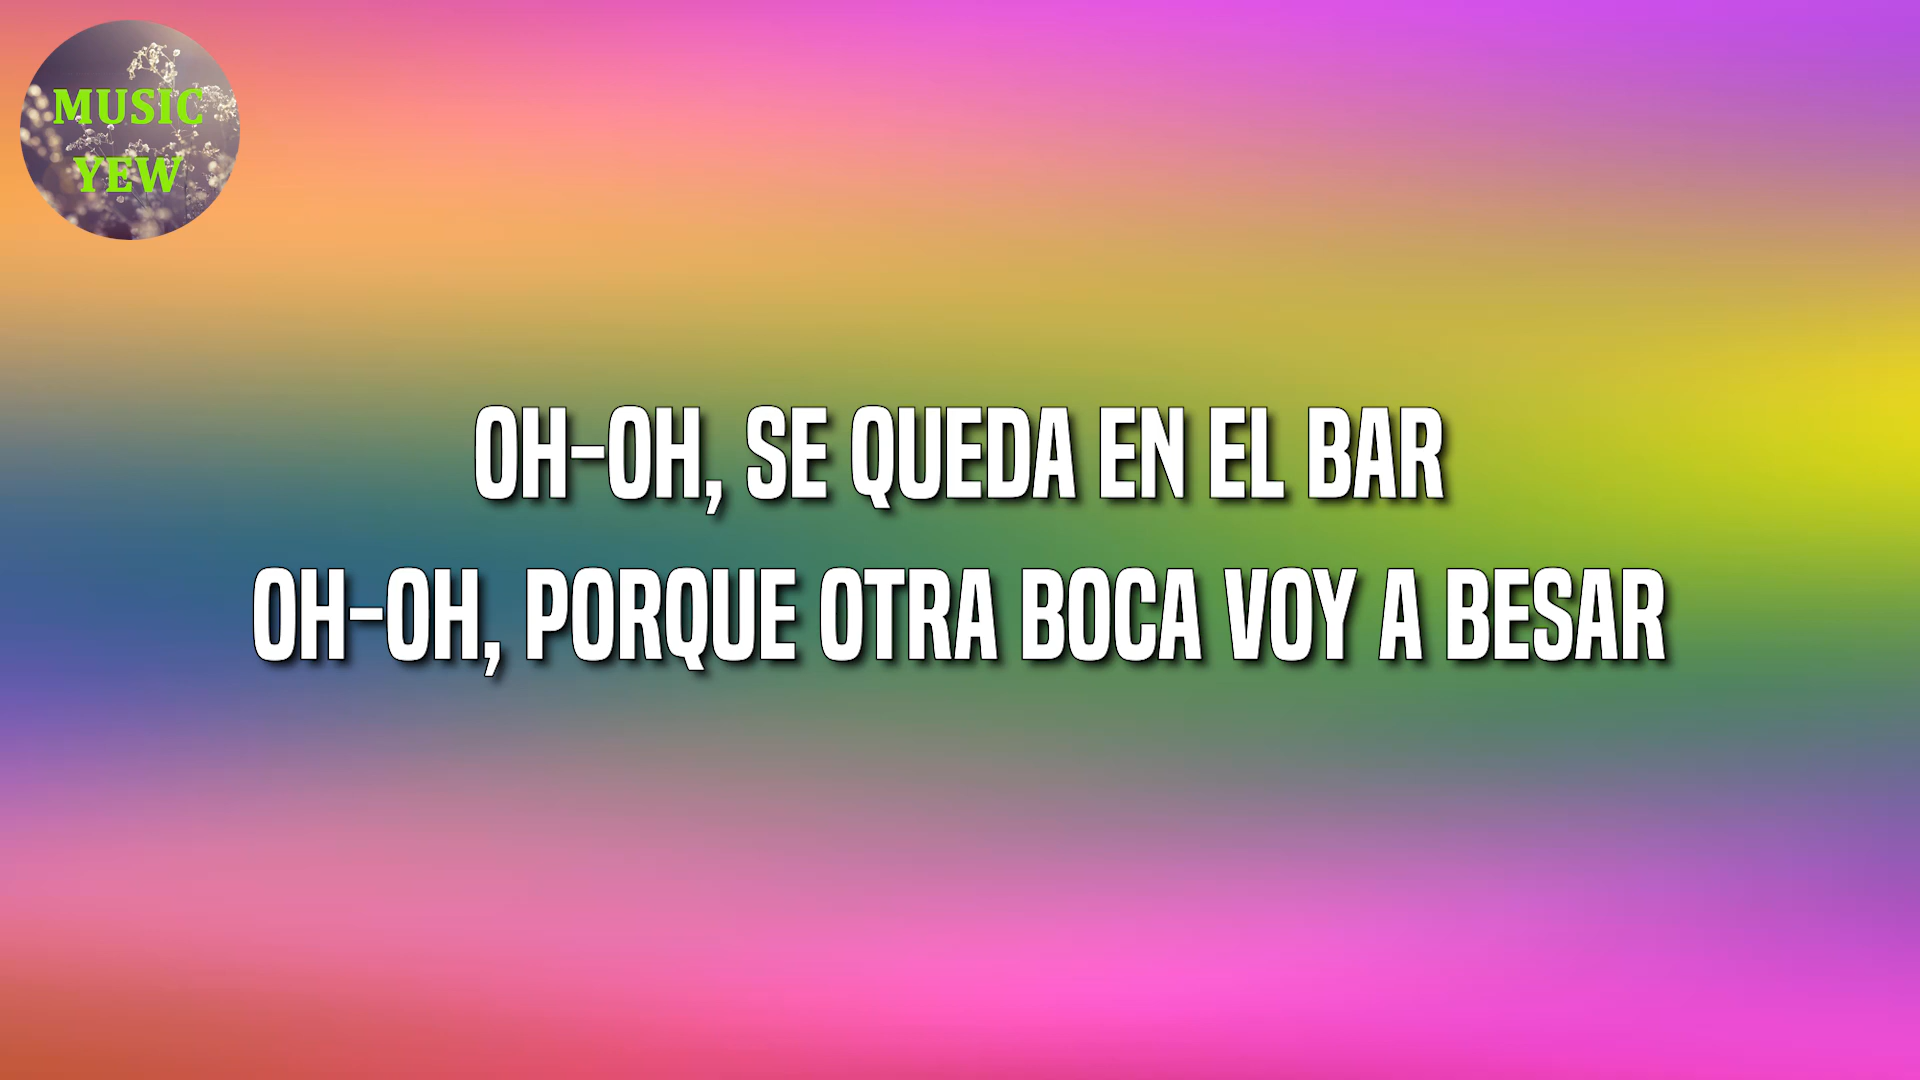 MUSIC
YEW
OH-OH, SE QUEDA EN EL BAR
OH-OH, PORQUE OTRA BOCA VOY A BESAR